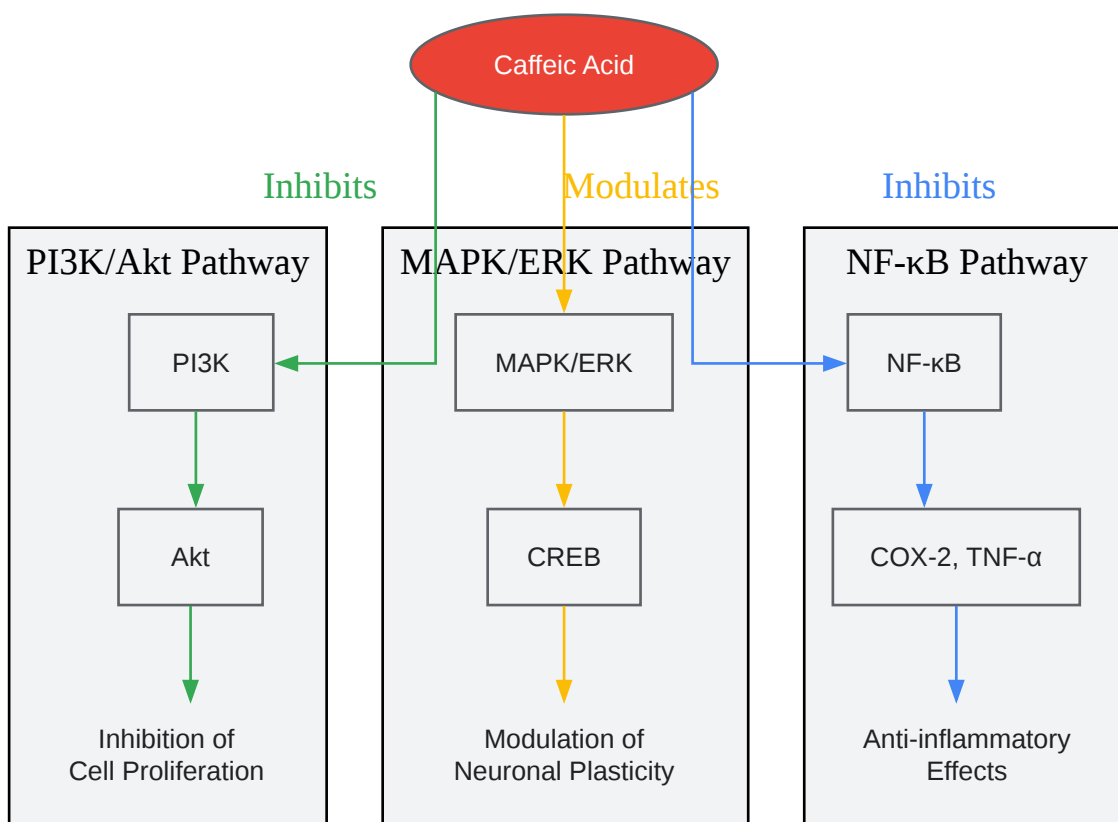 Caffeic Acid
Inhibits
Modulates
Inhibits
PI3K/Akt Pathway
MAPK/ERK Pathway
NF-κB Pathway
PI3K
MAPK/ERK
NF-κB
Akt
CREB
COX-2, TNF-α
Inhibition of
Cell Proliferation
Modulation of
Neuronal Plasticity
Anti-inflammatory
Effects